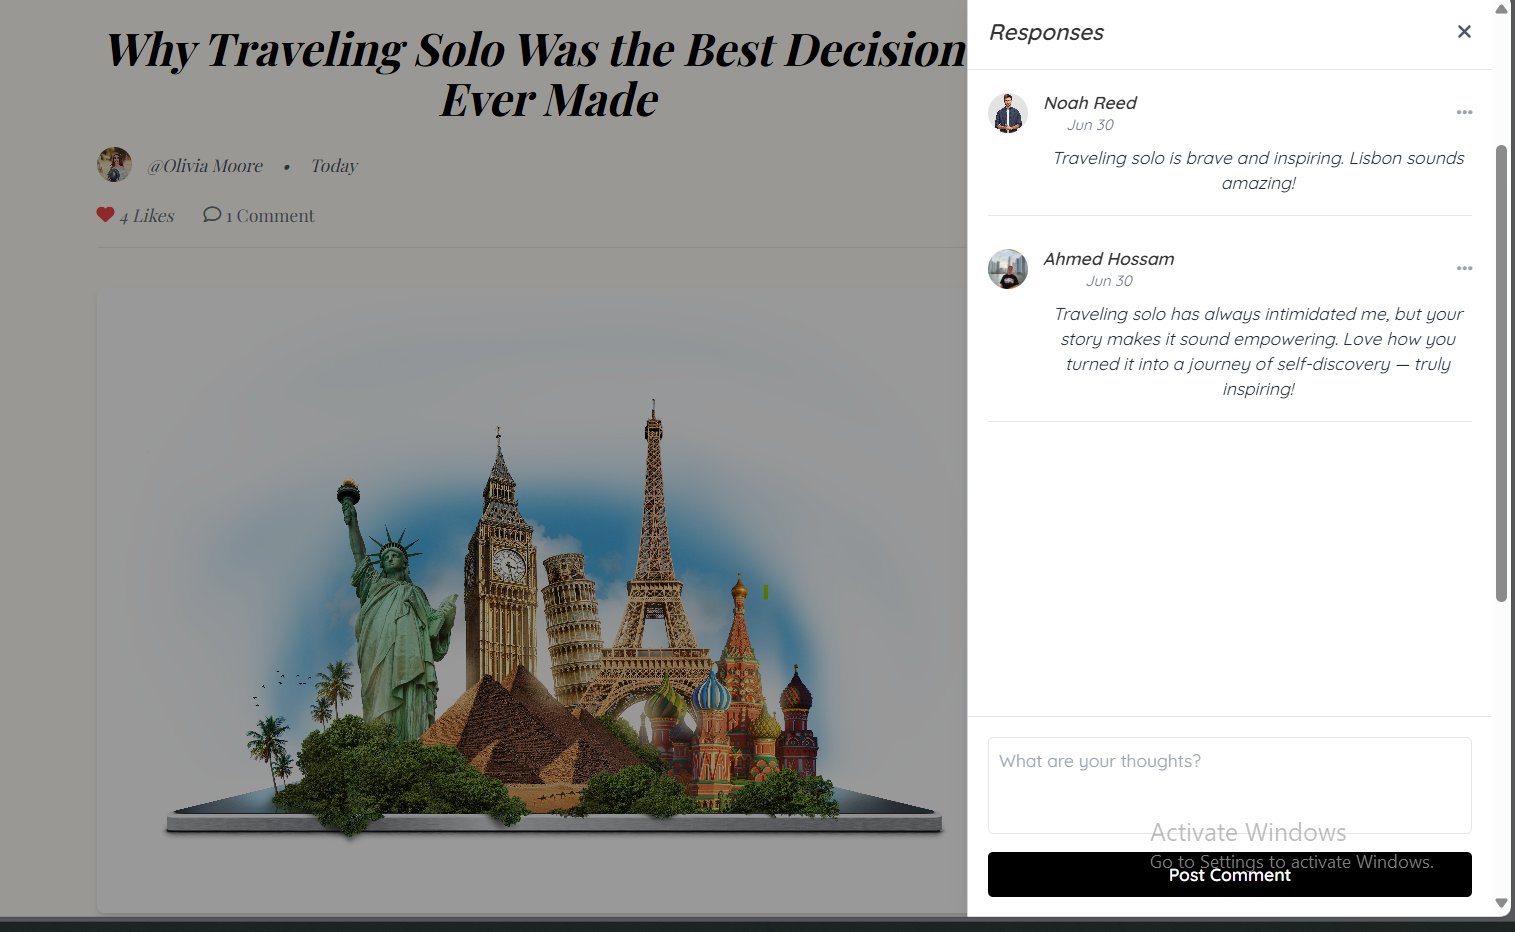 Why Traveling Solo Was the Best Decision
Ever Made
@Olivia Moore • Today
4 Likes 1 Comment
Responses
Noah Reed
Jun 30
Traveling solo is brave and inspiring. Lisbon sounds
amazing!
Ahmed Hossam
Jun 30
Traveling solo has always intimidated me, but your
story makes it sound empowering. Love how you
turned it into a journey of self-discovery — truly
inspiring!
What are your thoughts?
Activate Windows
Go to Settings to activate Windows.
Post Comment